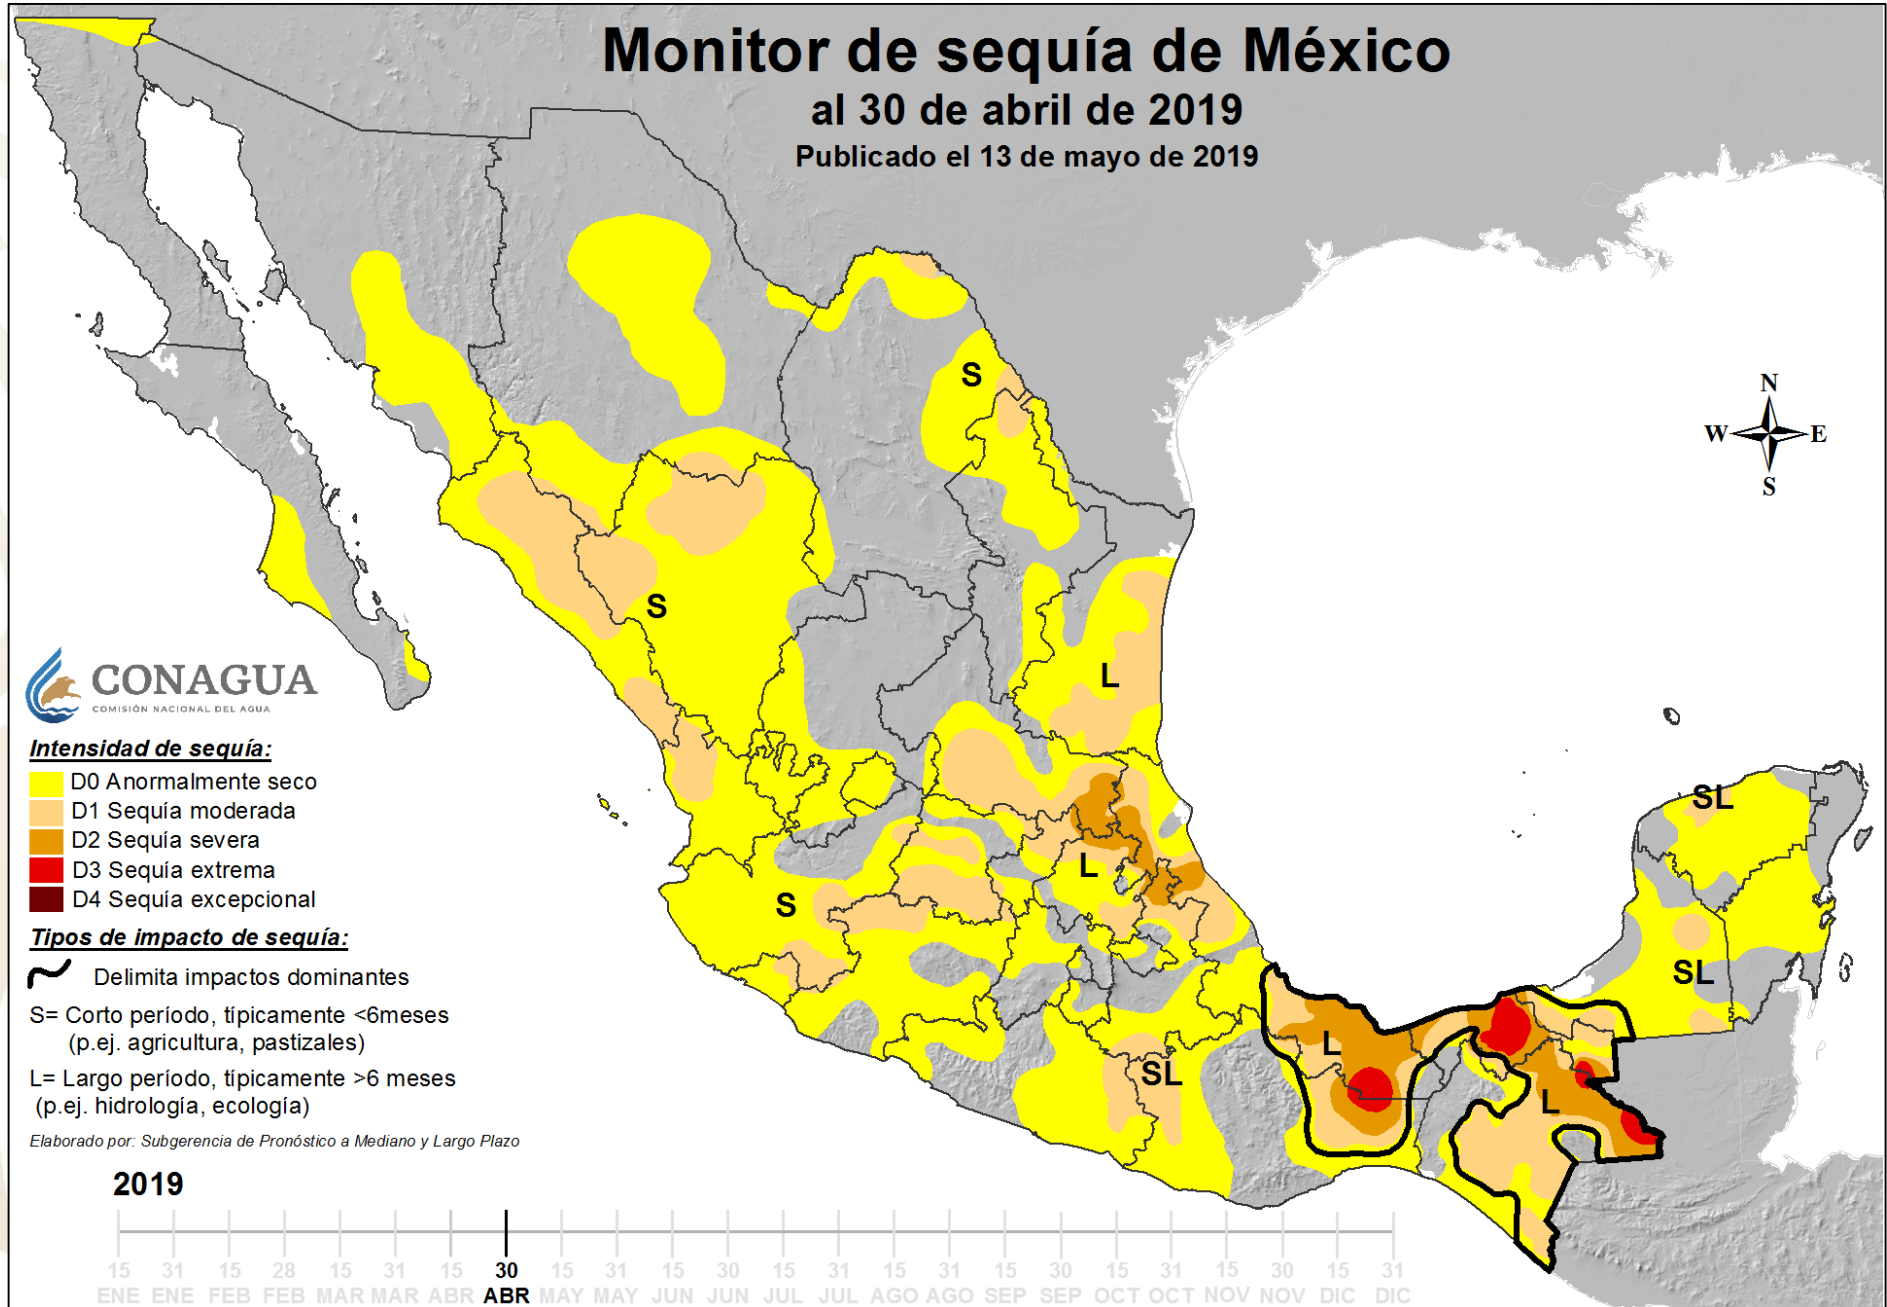 Monitor de sequía de México
al 30 de abril de 2019
Publicado el 13 de mayo de 2019
N
W E
S
S
S
L
SL
L
S
SL
L
SL
L
CONAGUA
COMISIÓN NACIONAL DEL AGUA
Intensidad de sequía:
D0 Anormalmente seco
D1 Sequía moderada
D2 Sequía severa
D3 Sequía extrema
D4 Sequía excepcional
Tipos de impacto de sequía:
Delimita impactos dominantes
S= Corto período, típicamente <6meses
(p.ej. agricultura, pastizales)
L= Largo período, típicamente >6 meses
(p.ej. hidrología, ecología)
Elaborado por: Subgerencia de Pronóstico a Mediano y Largo Plazo
2019
15 31 15 28 15 31 15 30 15 31 15 30 15 31 15 31 15 30 15 31 15 30 15 31
ENE ENE FEB FEB MAR MAR ABR ABR MAY MAY JUN JUN JUL JUL AGO AGO SEP SEP OCT OCT NOV NOV DIC DIC